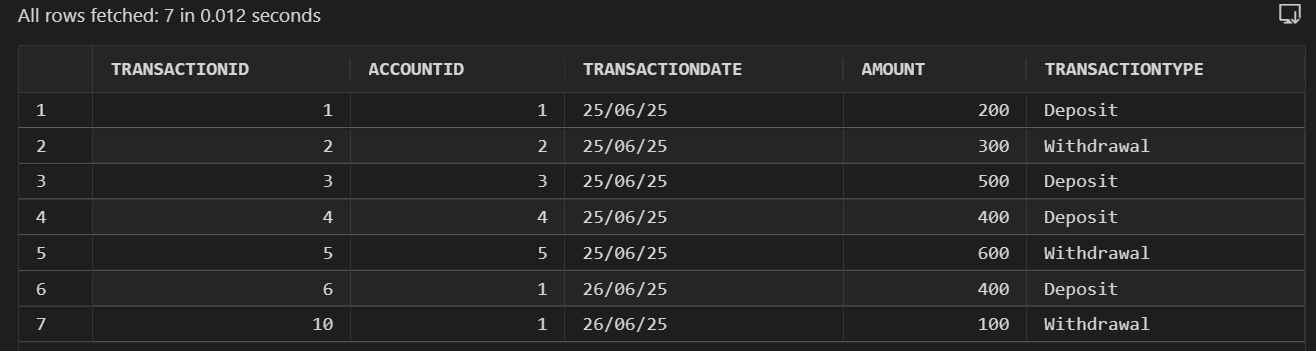 All rows fetched: 7 in 0.012 seconds
TRANSACTIONID ACCOUNTID TRANSACTIONDATE AMOUNT TRANSACTIONTYPE
1 1 1 25/06/25 200 Deposit
2 2 2 25/06/25 300 Withdrawal
3 3 3 25/06/25 500 Deposit
4 4 4 25/06/25 400 Deposit
5 5 5 25/06/25 600 Withdrawal
6 6 1 26/06/25 400 Deposit
7 10 1 26/06/25 100 Withdrawal